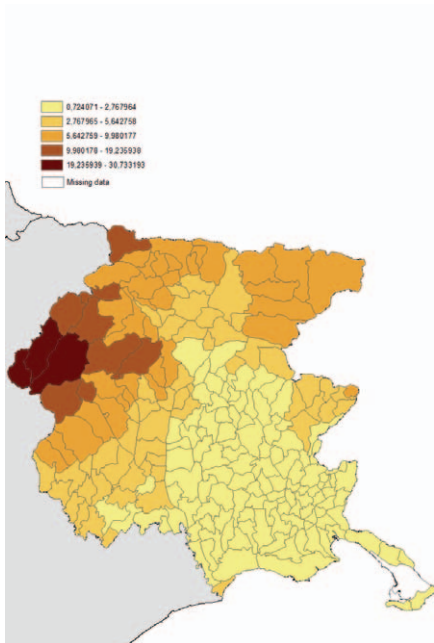 0,724071 - 2,767964
2,767965 - 5,642758
5,642759 - 9,980177
9,980178 - 19,235938
19,235939 - 30,733193
Missing data